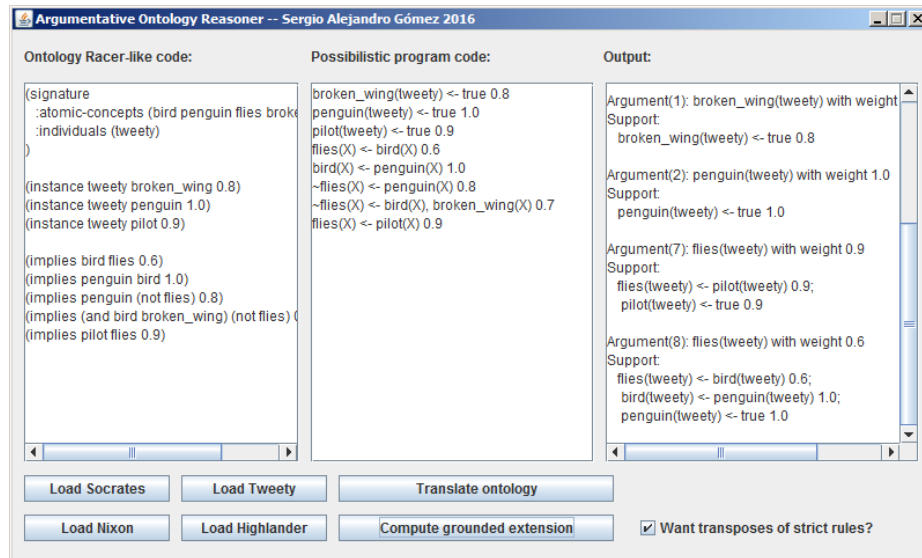 Argumentative Ontology Reasoner -- Sergio Alejandro Gómez 2016
Ontology Racer-like code:
(signature
:atomic-concepts (bird penguin flies broke
:individuals (tweety)
)
(instance tweety broken_wing 0.8)
(instance tweety penguin 1.0)
(instance tweety pilot 0.9)
(implies bird flies 0.6)
(implies penguin bird 1.0)
(implies penguin (not flies) 0.8)
(implies (and bird broken_wing) (not flies)
(implies pilot flies 0.9)
Possibilistic program code:
broken_wing(tweety) <- true 0.8
penguin(tweety) <- true 1.0
pilot(tweety) <- true 0.9
flies(X) <- bird(X) 0.6
bird(X) <- penguin(X) 1.0
~flies(X) <- penguin(X) 0.8
~flies(X) <- bird(X), broken_wing(X) 0.7
flies(X) <- pilot(X) 0.9
Output:
Argument(1): broken_wing(tweety) with weight
Support:
broken_wing(tweety) <- true 0.8
Argument(2): penguin(tweety) with weight 1.0
Support:
penguin(tweety) <- true 1.0
Argument(7): flies(tweety) with weight 0.9
Support:
flies(tweety) <- pilot(tweety) 0.9;
pilot(tweety) <- true 0.9
Argument(8): flies(tweety) with weight 0.6
Support:
flies(tweety) <- bird(tweety) 0.6;
bird(tweety) <- penguin(tweety) 1.0;
penguin(tweety) <- true 1.0
Load Socrates
Load Tweety
Translate ontology
Load Nixon
Load Highlander
Compute grounded extension
Want transposes of strict rules?